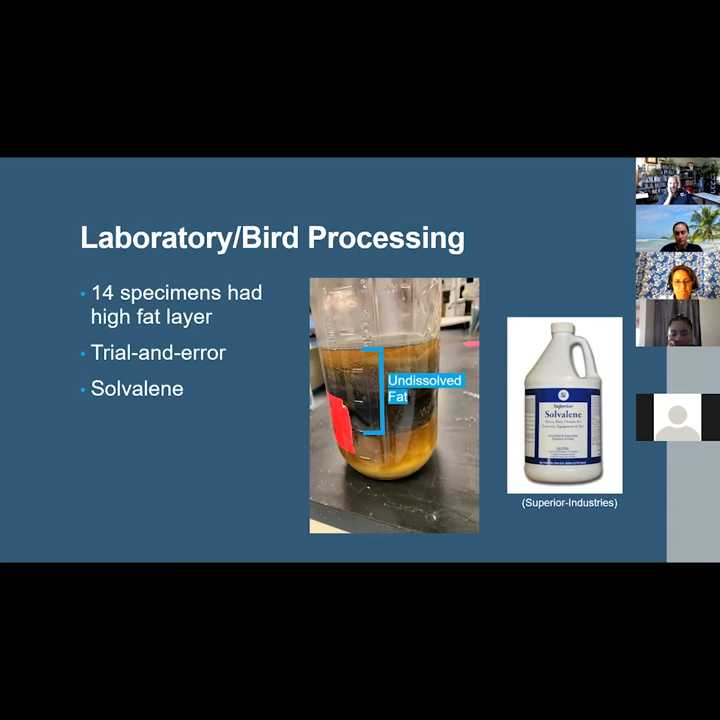 Laboratory/Bird Processing
• 14 specimens had
high fat layer
• Trial-and-error
• Solvalene
Undissolved
Fat
Superior
Solvalene
CAUTION
(Superior-Industries)